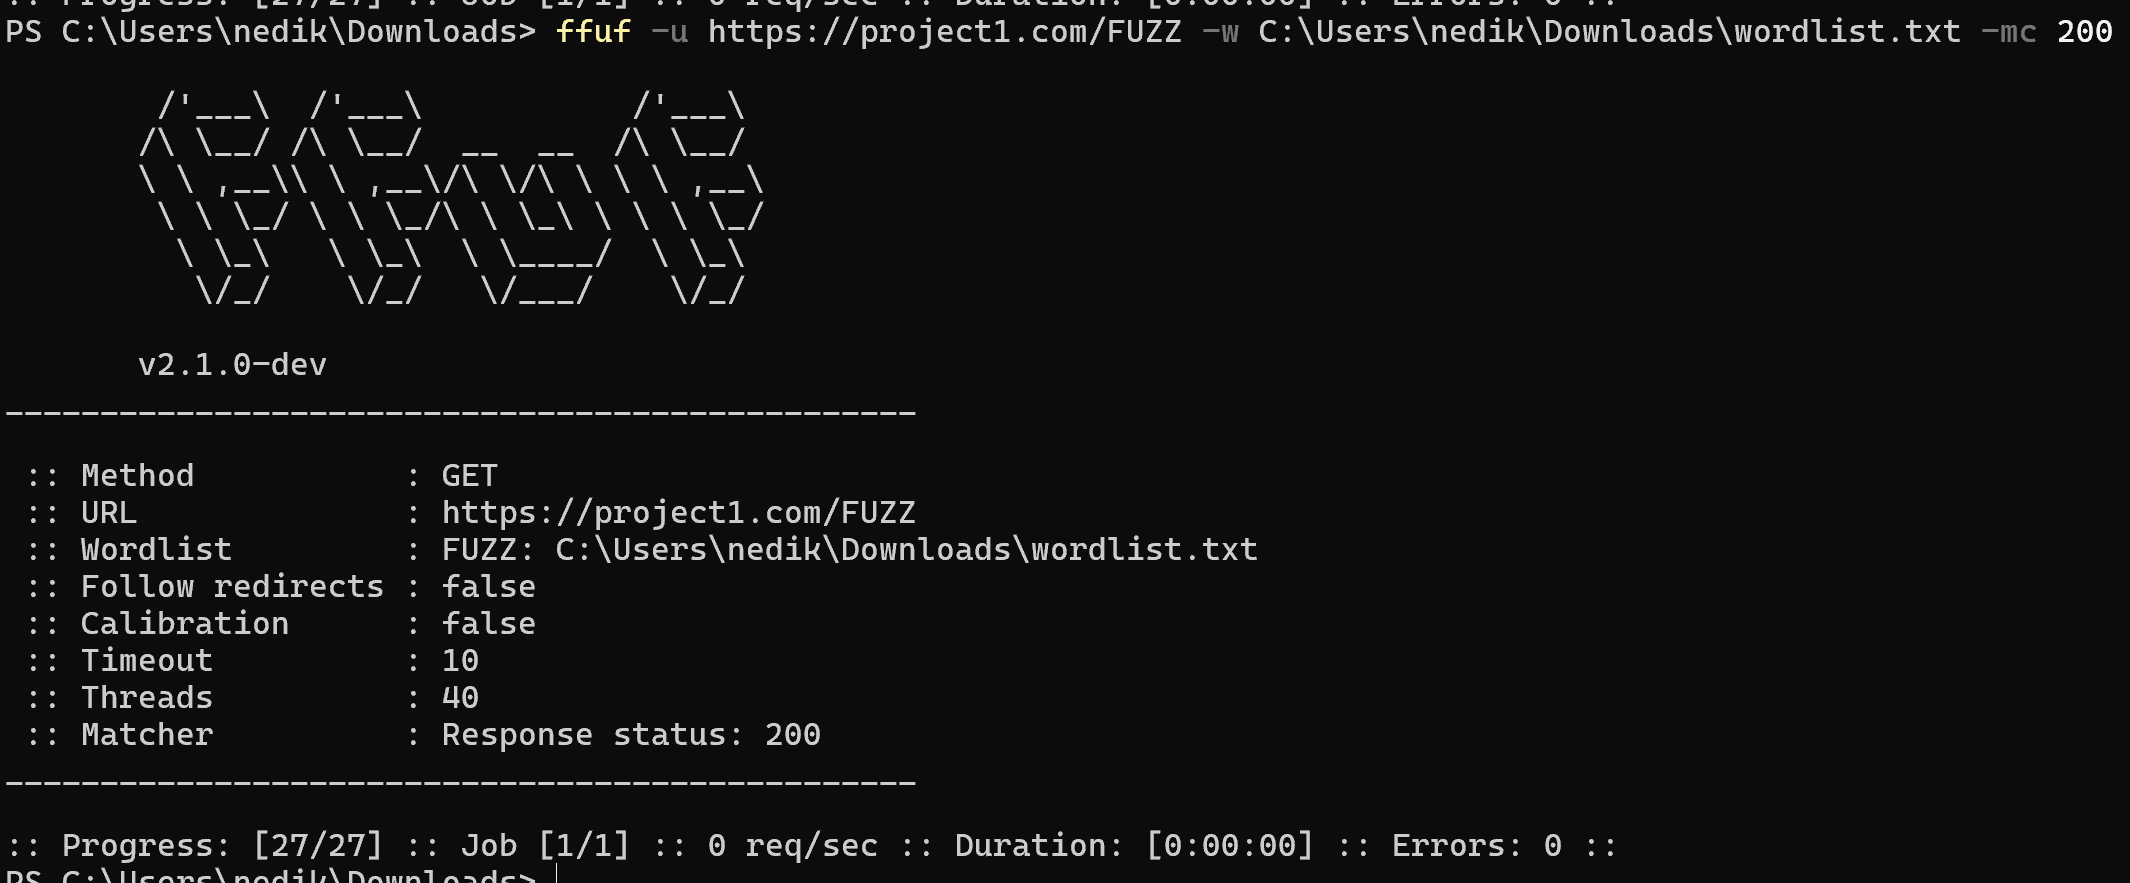 :: Progress: [27/27] :: Job [1/1] :: 0 req/sec :: Duration: [0:00:00] :: Errors: 0 ::
PS C:\Users\nedik\Downloads> ffuf -u https://project1.com/FUZZ -w C:\Users\nedik\Downloads\wordlist.txt -mc 200
        /'___\  /'___\           /'___\
       /\ \__/ /\ \__/  __  __  /\ \__/
       \ \ ,__\\ \ ,__\/\ \/\ \ \ \ ,__\
        \ \ \_/ \ \ \_/\ \ \_\ \ \ \ \_/
         \ \_\   \ \_\  \ \____/  \ \_\
          \/_/    \/_/   \/___/    \/_/
v2.1.0-dev
________________________________________________
:: Method           : GET
:: URL              : https://project1.com/FUZZ
:: Wordlist         : FUZZ: C:\Users\nedik\Downloads\wordlist.txt
:: Follow redirects : false
:: Calibration      : false
:: Timeout          : 10
:: Threads          : 40
:: Matcher          : Response status: 200
________________________________________________
:: Progress: [27/27] :: Job [1/1] :: 0 req/sec :: Duration: [0:00:00] :: Errors: 0 ::
PS C:\Users\nedik\Downloads>